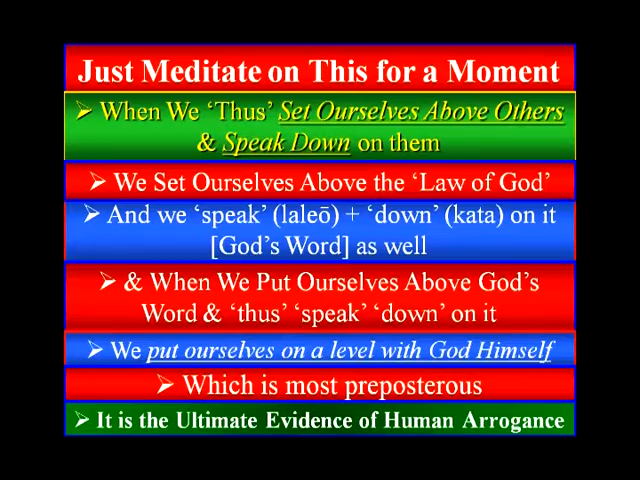 Just Meditate on This for a Moment
➢ When We ‘Thus’ Set Ourselves Above Others
& Speak Down on them
➢ We Set Ourselves Above the ‘Law of God’
➢ And we ‘speak’ (laleō) + ‘down’ (kata) on it
[God’s Word] as well
➢ & When We Put Ourselves Above God’s
Word & ‘thus’ ‘speak’ ‘down’ on it
➢ We put ourselves on a level with God Himself
➢ Which is most preposterous
➢ It is the Ultimate Evidence of Human Arrogance